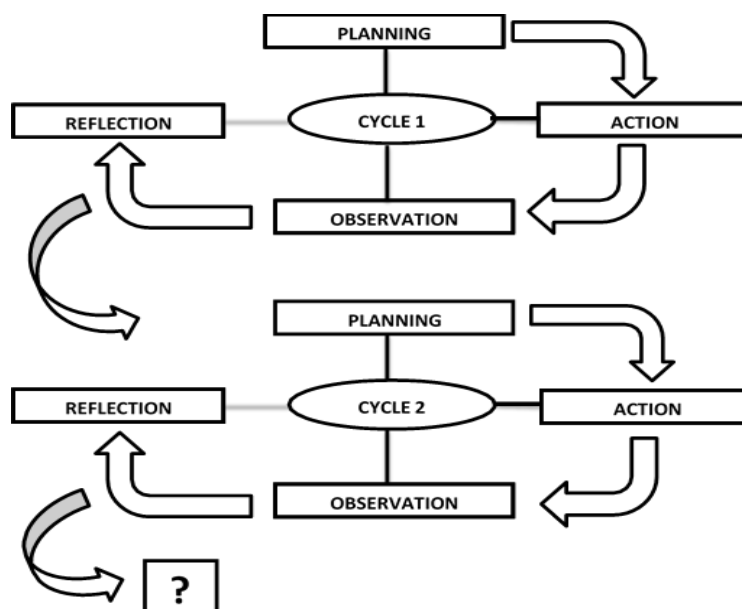 PLANNING
REFLECTION
CYCLE 1
ACTION
OBSERVATION
PLANNING
REFLECTION
CYCLE 2
ACTION
OBSERVATION
?